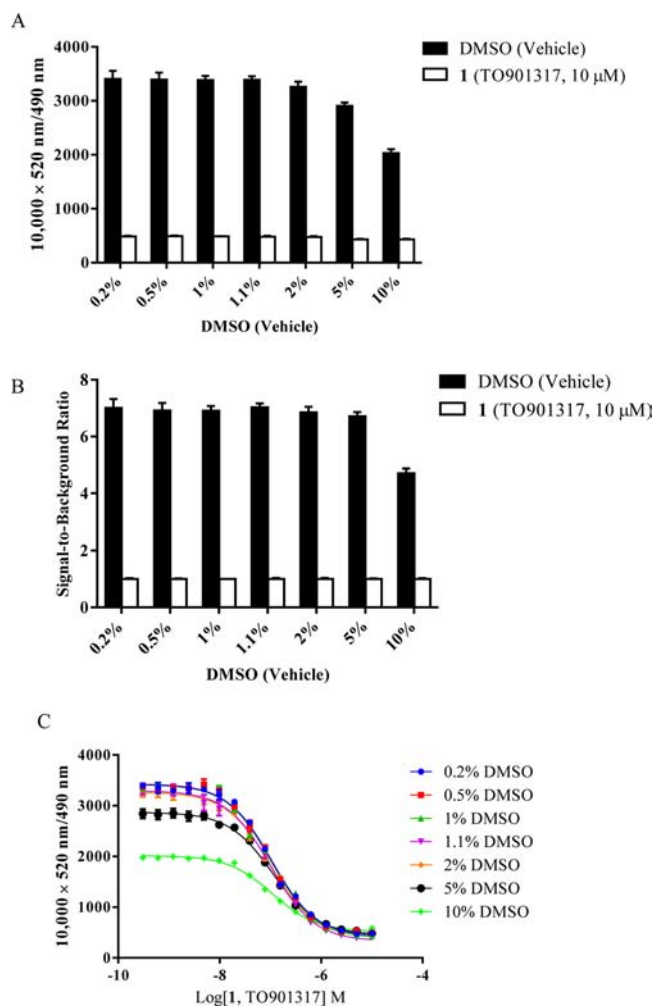 A
4000
3000
2000
1000
0
10,000 × 520 nm/490 nm
0.2%
0.5%
1%
1.1%
2%
5%
10%
DMSO (Vehicle)
DMSO (Vehicle)
1 (TO901317, 10 μM)
B
8
6
4
2
0
Signal-to-Background Ratio
0.2%
0.5%
1%
1.1%
2%
5%
10%
DMSO (Vehicle)
DMSO (Vehicle)
1 (TO901317, 10 μM)
C
4000
3000
2000
1000
0
10,000 × 520 nm/490 nm
-10
-8
-6
-4
Log[1, TO901317] M
0.2% DMSO
0.5% DMSO
1% DMSO
1.1% DMSO
2% DMSO
5% DMSO
10% DMSO